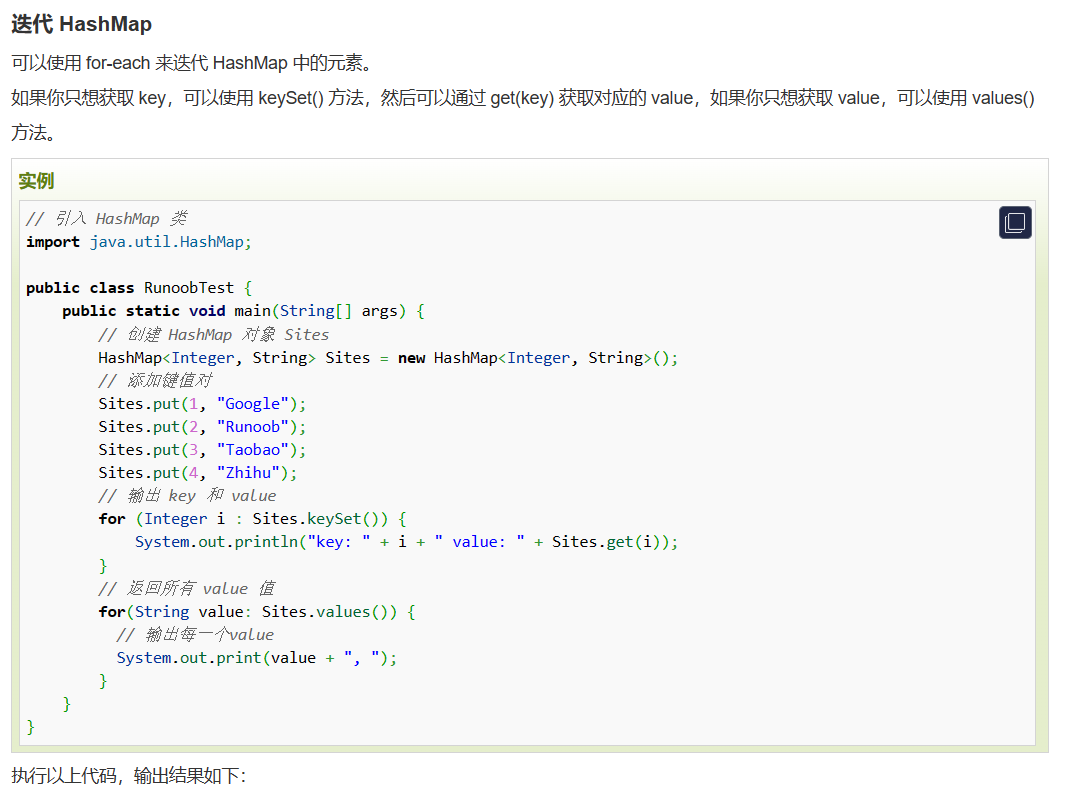 迭代 HashMap
可以使用 for-each 来迭代 HashMap 中的元素。
如果你只想获取 key，可以使用 keySet() 方法，然后可以通过 get(key) 获取对应的 value，如果你只想获取 value，可以使用 values()
方法。
实例
// 引入 HashMap 类
import java.util.HashMap;

public class RunoobTest {
    public static void main(String[] args) {
        // 创建 HashMap 对象 Sites
        HashMap<Integer, String> Sites = new HashMap<Integer, String>();
        // 添加键值对
        Sites.put(1, "Google");
        Sites.put(2, "Runoob");
        Sites.put(3, "Taobao");
        Sites.put(4, "Zhihu");
        // 输出 key 和 value
        for (Integer i : Sites.keySet()) {
            System.out.println("key: " + i + " value: " + Sites.get(i));
        }
        // 返回所有 value 值
        for(String value: Sites.values()) {
          // 输出每一个value
          System.out.print(value + ", ");
        }
    }
}
执行以上代码，输出结果如下：